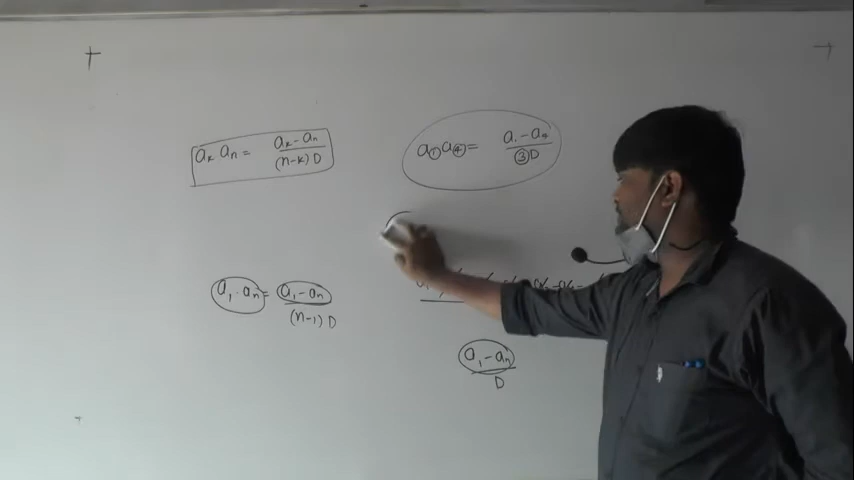 aₖ aₙ = (aₖ - aₙ) / (n-k) D
a① a④ = (a₁ - a₄) / ③D
a₁ . aₙ = (a₁ - aₙ) / (n-1) D
(a₁ - aₙ) / D